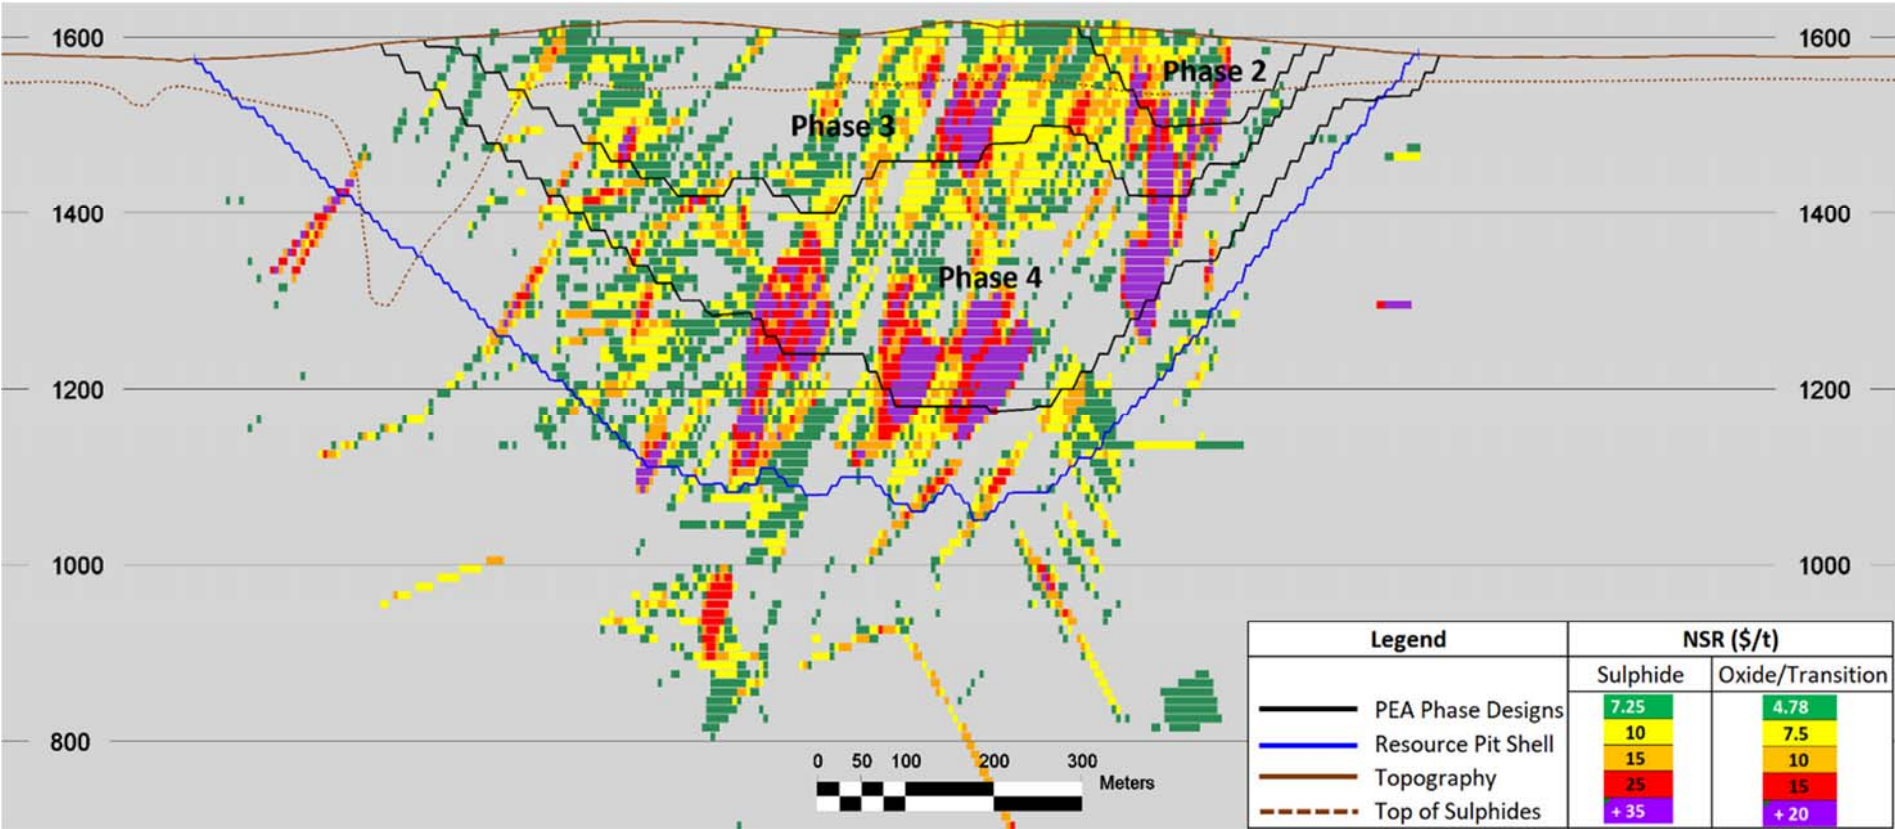 1600 1600
Phase 2
Phase 3
1400 1400
Phase 4
1200 1200
1000 1000
Legend NSR ($/t)
Sulphide Oxide/Transition
PEA Phase Designs 7.25 4.78
Resource Pit Shell 10 7.5
Topography 15 10
25 15
Top of Sulphides + 35 + 20
800
0 50 100 200 300
Meters